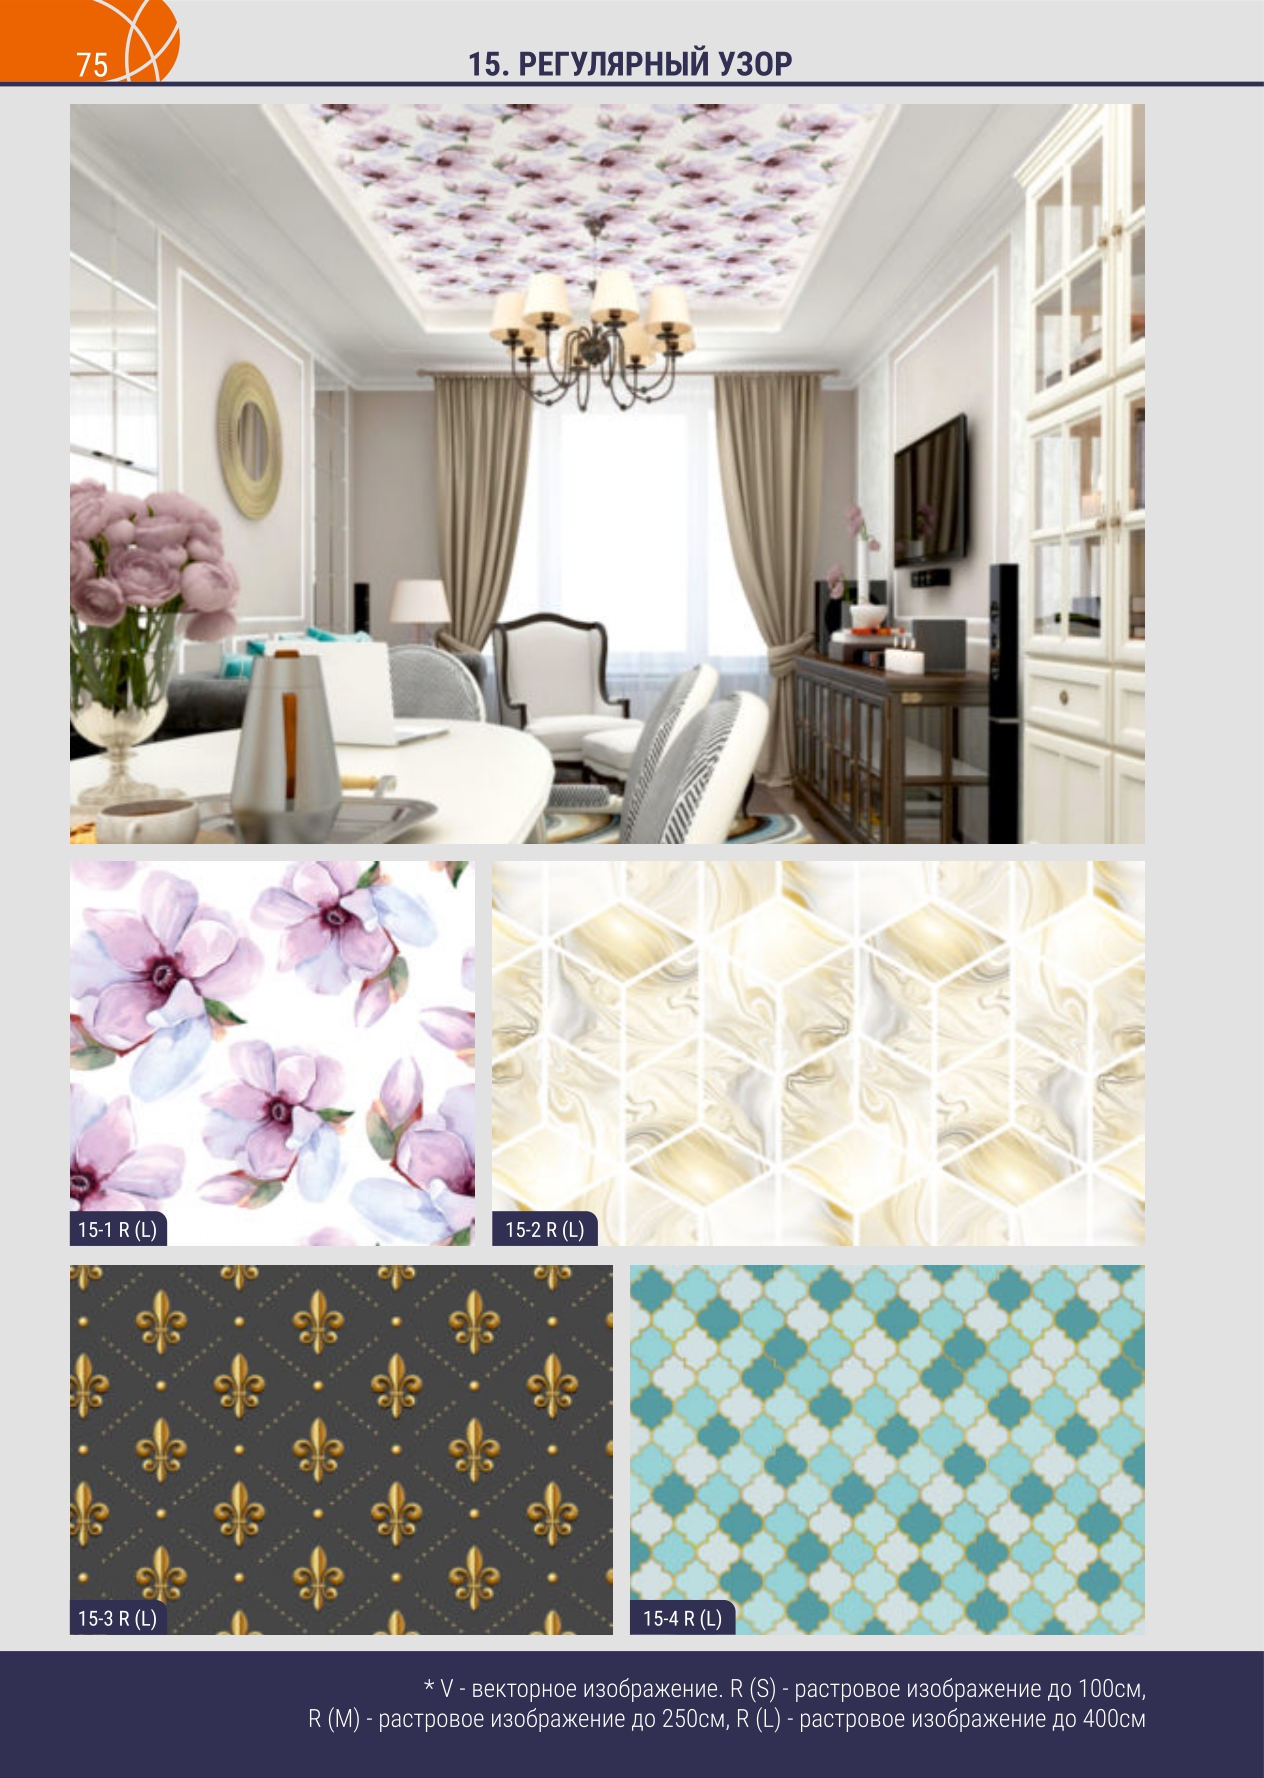 75
15. РЕГУЛЯРНЫЙ УЗОР
15-1 R (L)
15-2 R (L)
15-3 R (L)
15-4 R (L)
* V - векторное изображение. R (S) - растровое изображение до 100см,
R (M) - растровое изображение до 250см, R (L) - растровое изображение до 400см